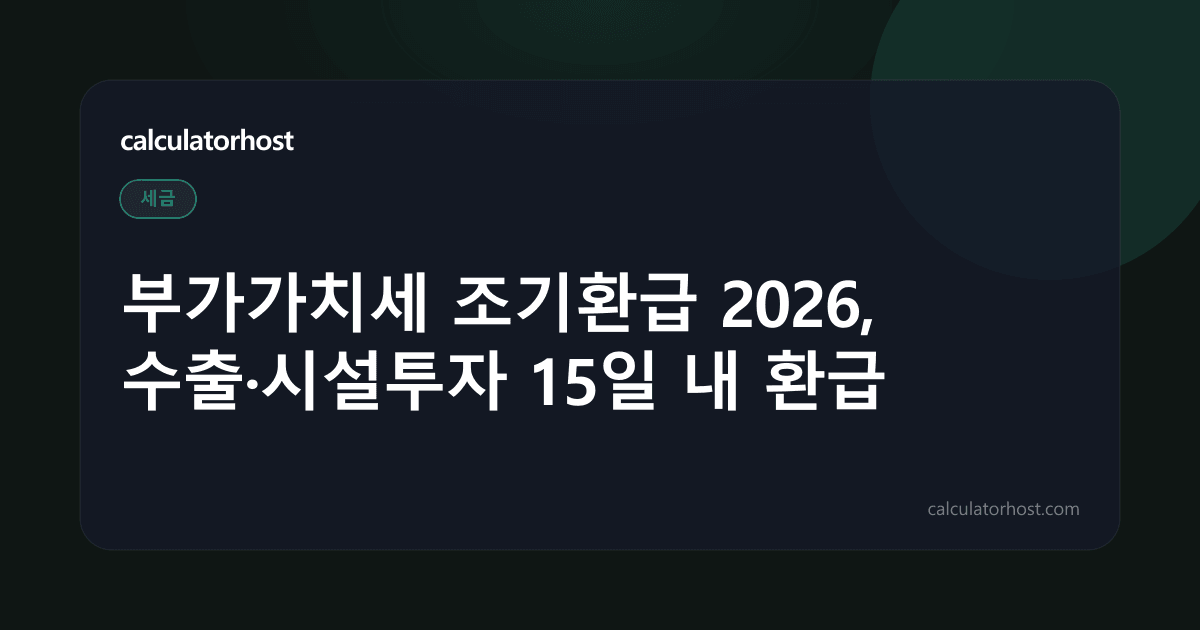 calculatorhost
세금
부가가치세 조기환급 2026,
수출·시설투자 15일 내 환급
calculatorhost.com